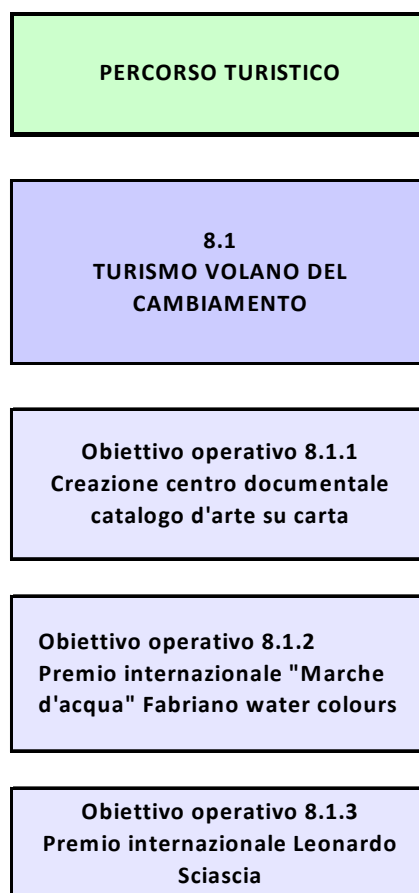 PERCORSO TURISTICO
8.1
TURISMO VOLANO DEL
CAMBIAMENTO
Obiettivo operativo 8.1.1
Creazione centro documentale
catalogo d'arte su carta
Obiettivo operativo 8.1.2
Premio internazionale "Marche
d'acqua" Fabriano water colours
Obiettivo operativo 8.1.3
Premio internazionale Leonardo
Sciascia